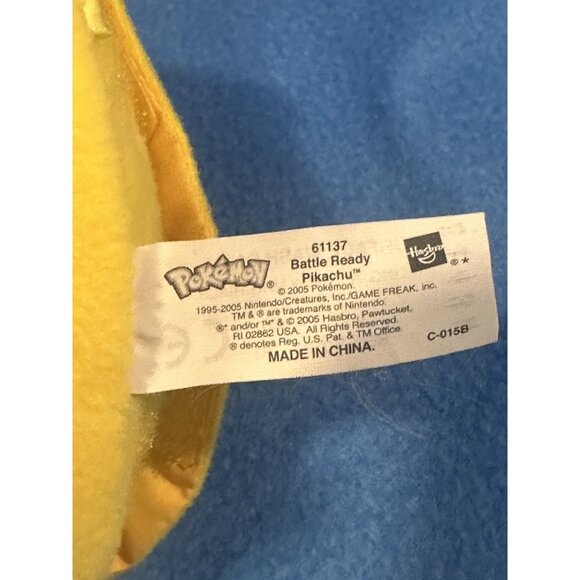 61137
Battle Ready
Pikachu™
POKéMON®
Hasbro ®*
© 2005 Pokémon.
1995-2005 Nintendo/Creatures, Inc./GAME FREAK, Inc.
TM & ® are trademarks of Nintendo.
®* and/or ™* & © 2005 Hasbro, Pawtucket,
RI 02862 USA. All Rights Reserved.
® denotes Reg. U.S. Pat. & TM Office.
MADE IN CHINA.
C-015B